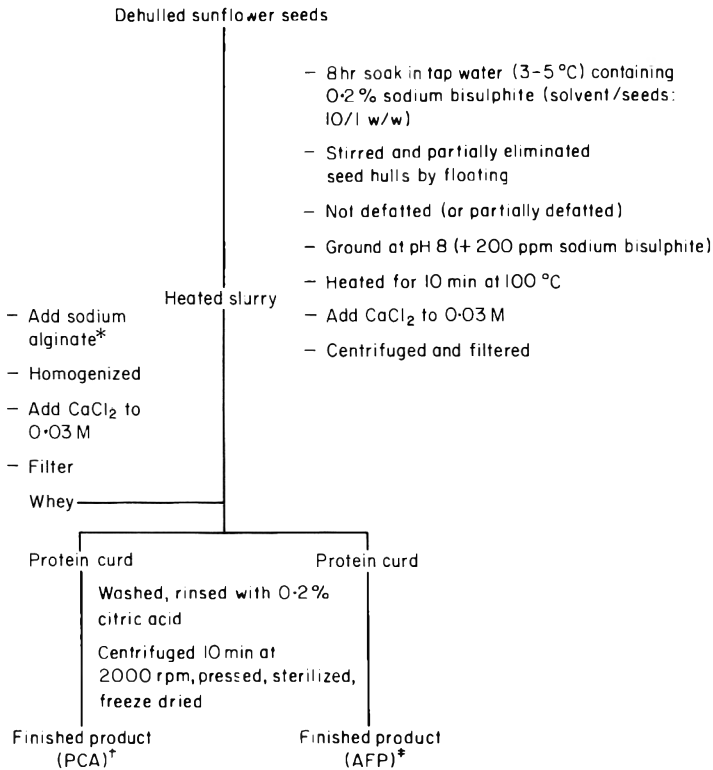 Dehulled sunflower seeds
– 8hr soak in tap water (3–5 °C) containing
0·2% sodium bisulphite (solvent/seeds:
10/1 w/w)
– Stirred and partially eliminated
seed hulls by floating
– Not defatted (or partially defatted)
– Ground at pH 8 (+ 200 ppm sodium bisulphite)
– Heated for 10 min at 100 °C
– Add CaCl₂ to 0·03 M
– Centrifuged and filtered
Heated slurry
– Add sodium
alginate*
– Homogenized
– Add CaCl₂ to
0·03 M
– Filter
Whey
Protein curd
Protein curd
Washed, rinsed with 0·2%
citric acid
Centrifuged 10 min at
2000 rpm, pressed, sterilized,
freeze dried
Finished product
(PCA)†
Finished product
(AFP)‡